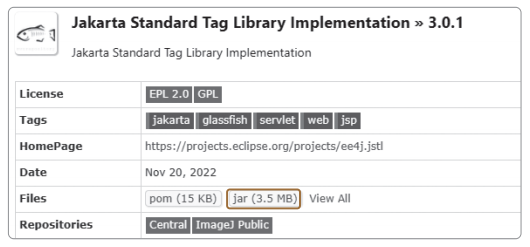 Jakarta Standard Tag Library Implementation » 3.0.1
Jakarta Standard Tag Library Implementation
License EPL 2.0 GPL
Tags jakarta glassfish servlet web jsp
HomePage https://projects.eclipse.org/projects/ee4j.jstl
Date Nov 20, 2022
Files pom (15 KB) jar (3.5 MB) View All
Repositories Central ImageJ Public